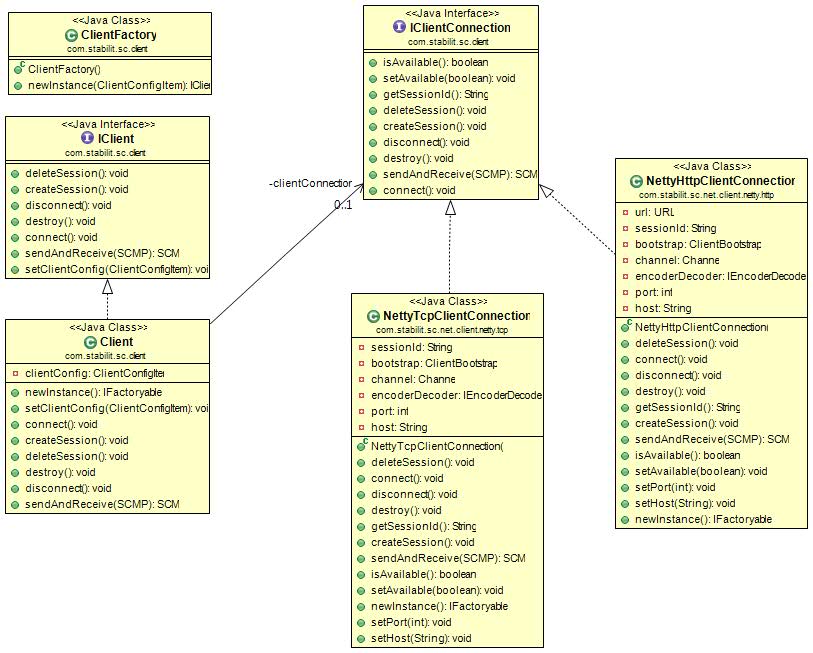 <<Java Class>>
ClientFactory
com.stabilit.sc.client
ClientFactory()
newInstance(ClientConfigItem): IClie
<<Java Interface>>
IClient
com.stabilit.sc.client
deleteSession(): void
createSession(): void
disconnect(): void
destroy(): void
connect(): void
sendAndReceive(SCMP): SCM
setClientConfig(ClientConfigItem): voi
<<Java Class>>
Client
com.stabilit.sc.client
clientConfig: ClientConfigIte
newInstance(): IFactoryable
setClientConfig(ClientConfigItem): voi
connect(): void
createSession(): void
deleteSession(): void
destroy(): void
disconnect(): void
sendAndReceive(SCMP): SCM
-clientConnection
0..1
<<Java Interface>>
IClientConnection
com.stabilit.sc.client
isAvailable(): boolean
setAvailable(boolean): void
getSessionId(): String
deleteSession(): void
createSession(): void
disconnect(): void
destroy(): void
sendAndReceive(SCMP): SCM
connect(): void
<<Java Class>>
NettyTcpClientConnection
com.stabilit.sc.net.client.netty.tcp
sessionId: String
bootstrap: ClientBootstrap
channel: Channe
encoderDecoder: IEncoderDecode
port: int
host: String
NettyTcpClientConnection(
deleteSession(): void
connect(): void
disconnect(): void
destroy(): void
getSessionId(): String
createSession(): void
sendAndReceive(SCMP): SCM
isAvailable(): boolean
setAvailable(boolean): void
newInstance(): IFactoryable
setPort(int): void
setHost(String): void
<<Java Class>>
NettyHttpClientConnection
com.stabilit.sc.net.client.netty.http
url: URL
sessionId: String
bootstrap: ClientBootstrap
channel: Channe
encoderDecoder: IEncoderDecode
port: int
host: String
NettyHttpClientConnection(
deleteSession(): void
connect(): void
disconnect(): void
destroy(): void
getSessionId(): String
createSession(): void
sendAndReceive(SCMP): SCM
isAvailable(): boolean
setAvailable(boolean): void
setPort(int): void
setHost(String): void
newInstance(): IFactoryable